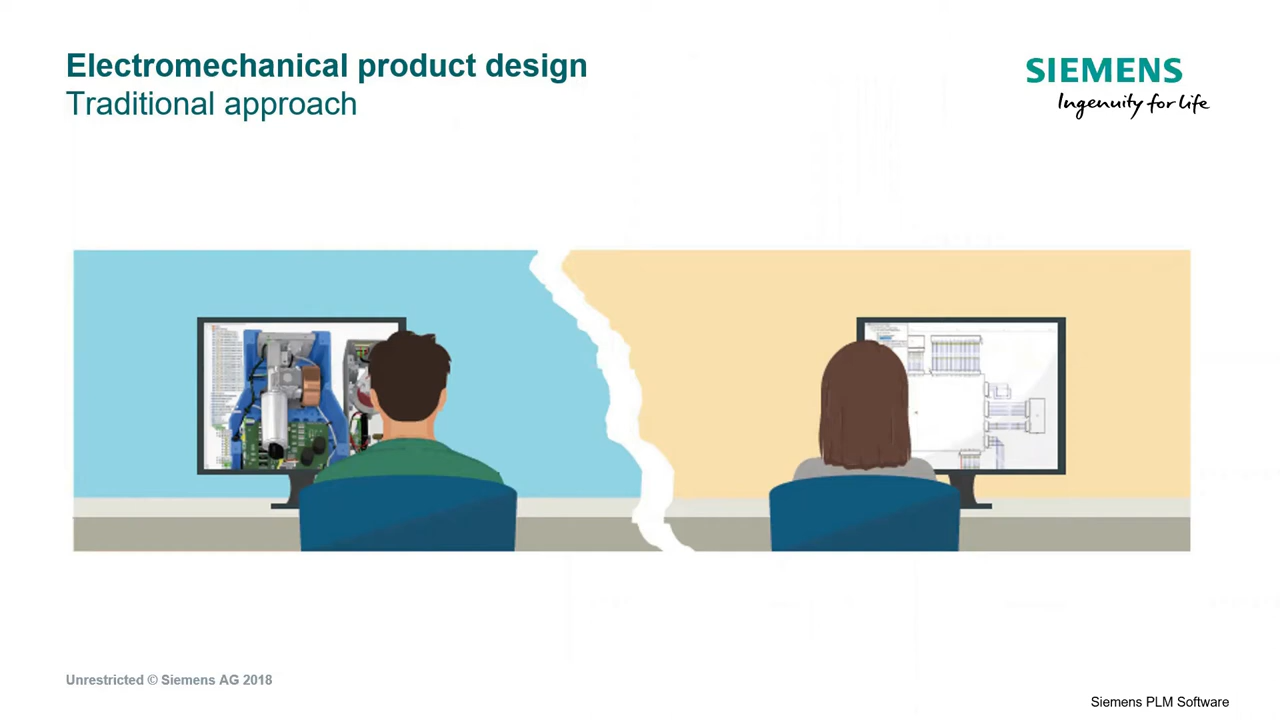 Electromechanical product design
Traditional approach
SIEMENS
Ingenuity for life
Unrestricted © Siemens AG 2018
Siemens PLM Software